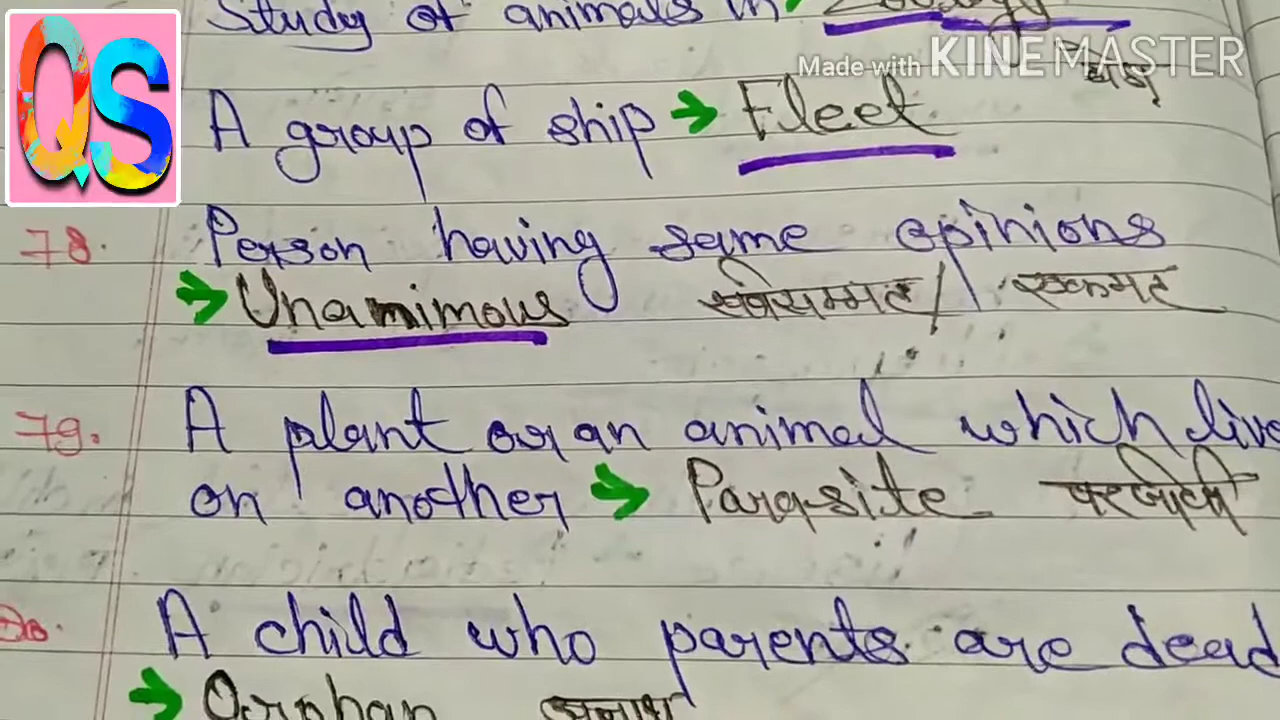 Study of animals in Zoology
Made with KINEMASTER
QS
A group of ship → Fleet बेड़ा
78. Person having same opinions
→ Unanimous सर्वसम्मत / एकमत
79. A plant or an animal which live
on another → Parasite परजीवी
80. A child who parents are dead
→ Orphan अनाथ